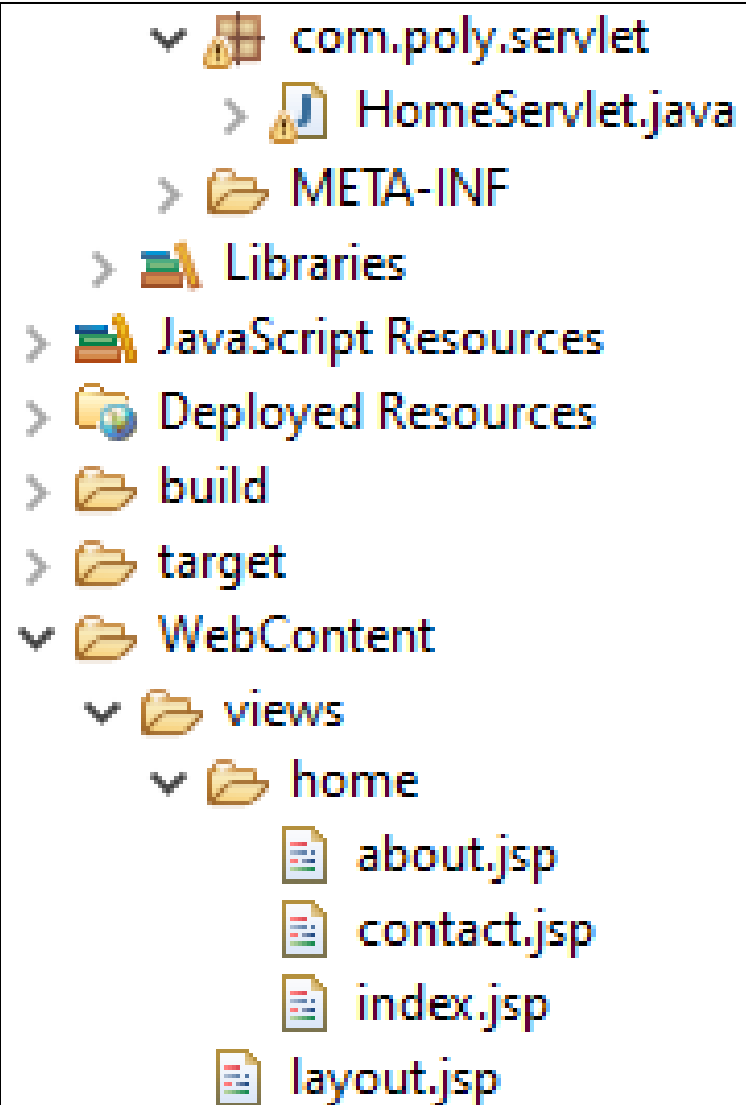 com.poly.servlet
HomeServlet.java
META-INF
Libraries
JavaScript Resources
Deployed Resources
build
target
WebContent
views
home
about.jsp
contact.jsp
index.jsp
layout.jsp